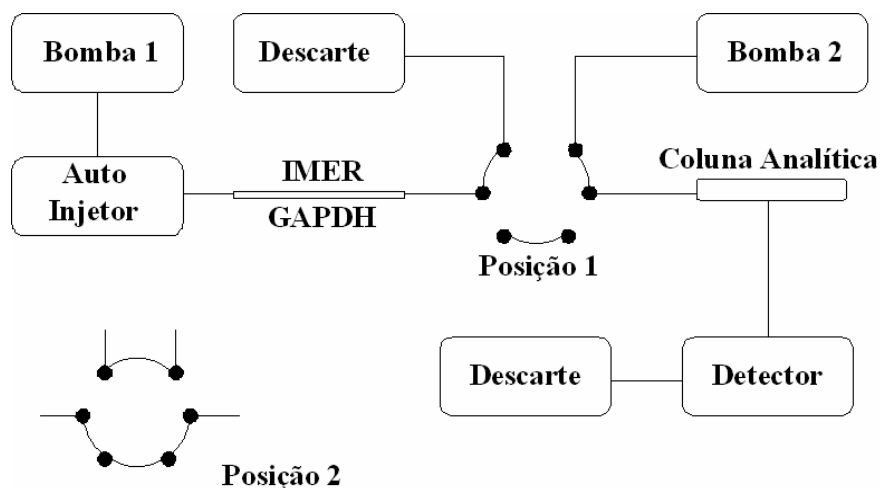 Bomba 1
Descarte
Bomba 2
Auto
Injetor
IMER
GAPDH
Coluna Analítica
Posição 1
Descarte
Detector
Posição 2